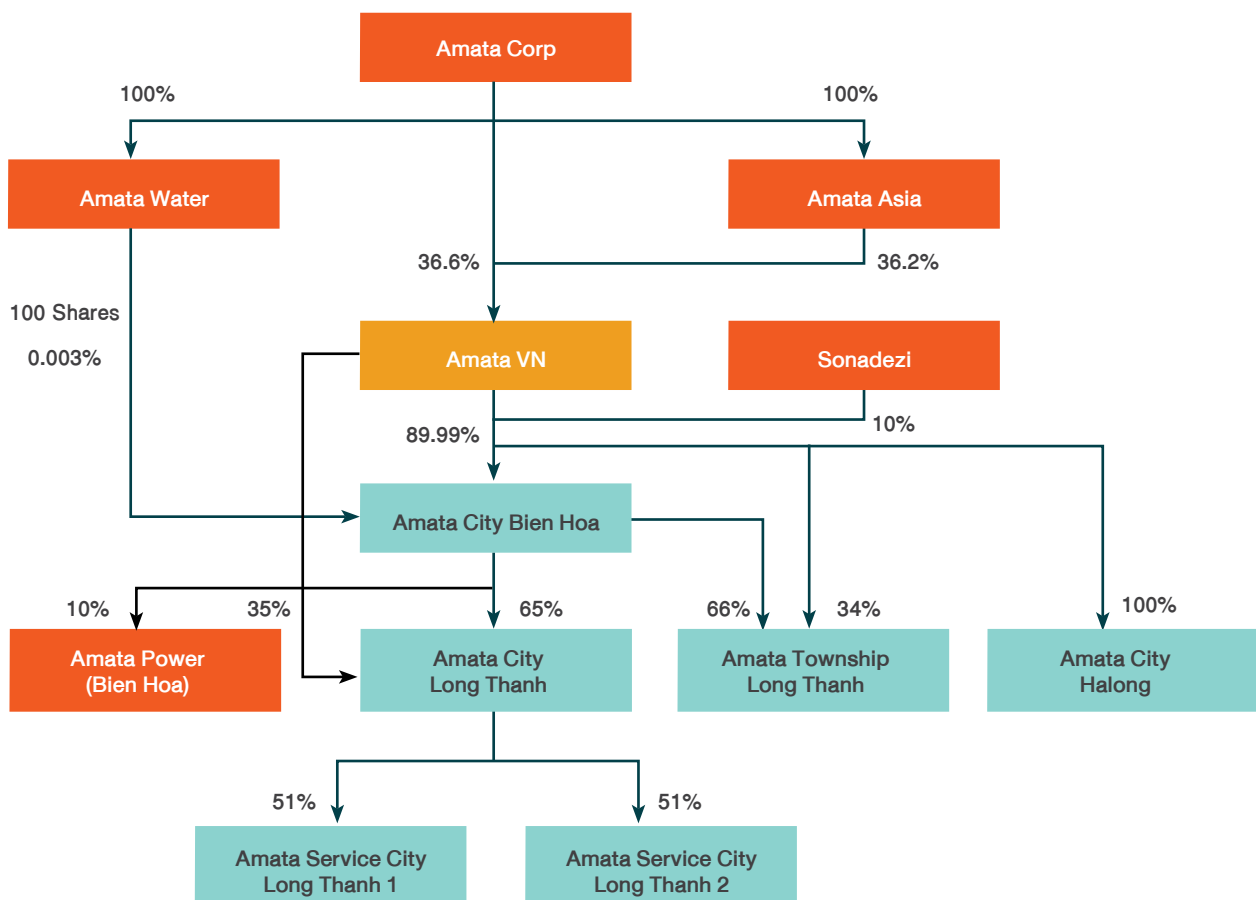 Amata Corp
100%
100%
Amata Water
Amata Asia
36.6%
36.2%
100 Shares
0.003%
Amata VN
Sonadezi
89.99%
10%
Amata City Bien Hoa
10%
35%
65%
66%
34%
100%
Amata Power
(Bien Hoa)
Amata City
Long Thanh
Amata Township
Long Thanh
Amata City
Halong
51%
51%
Amata Service City
Long Thanh 1
Amata Service City
Long Thanh 2